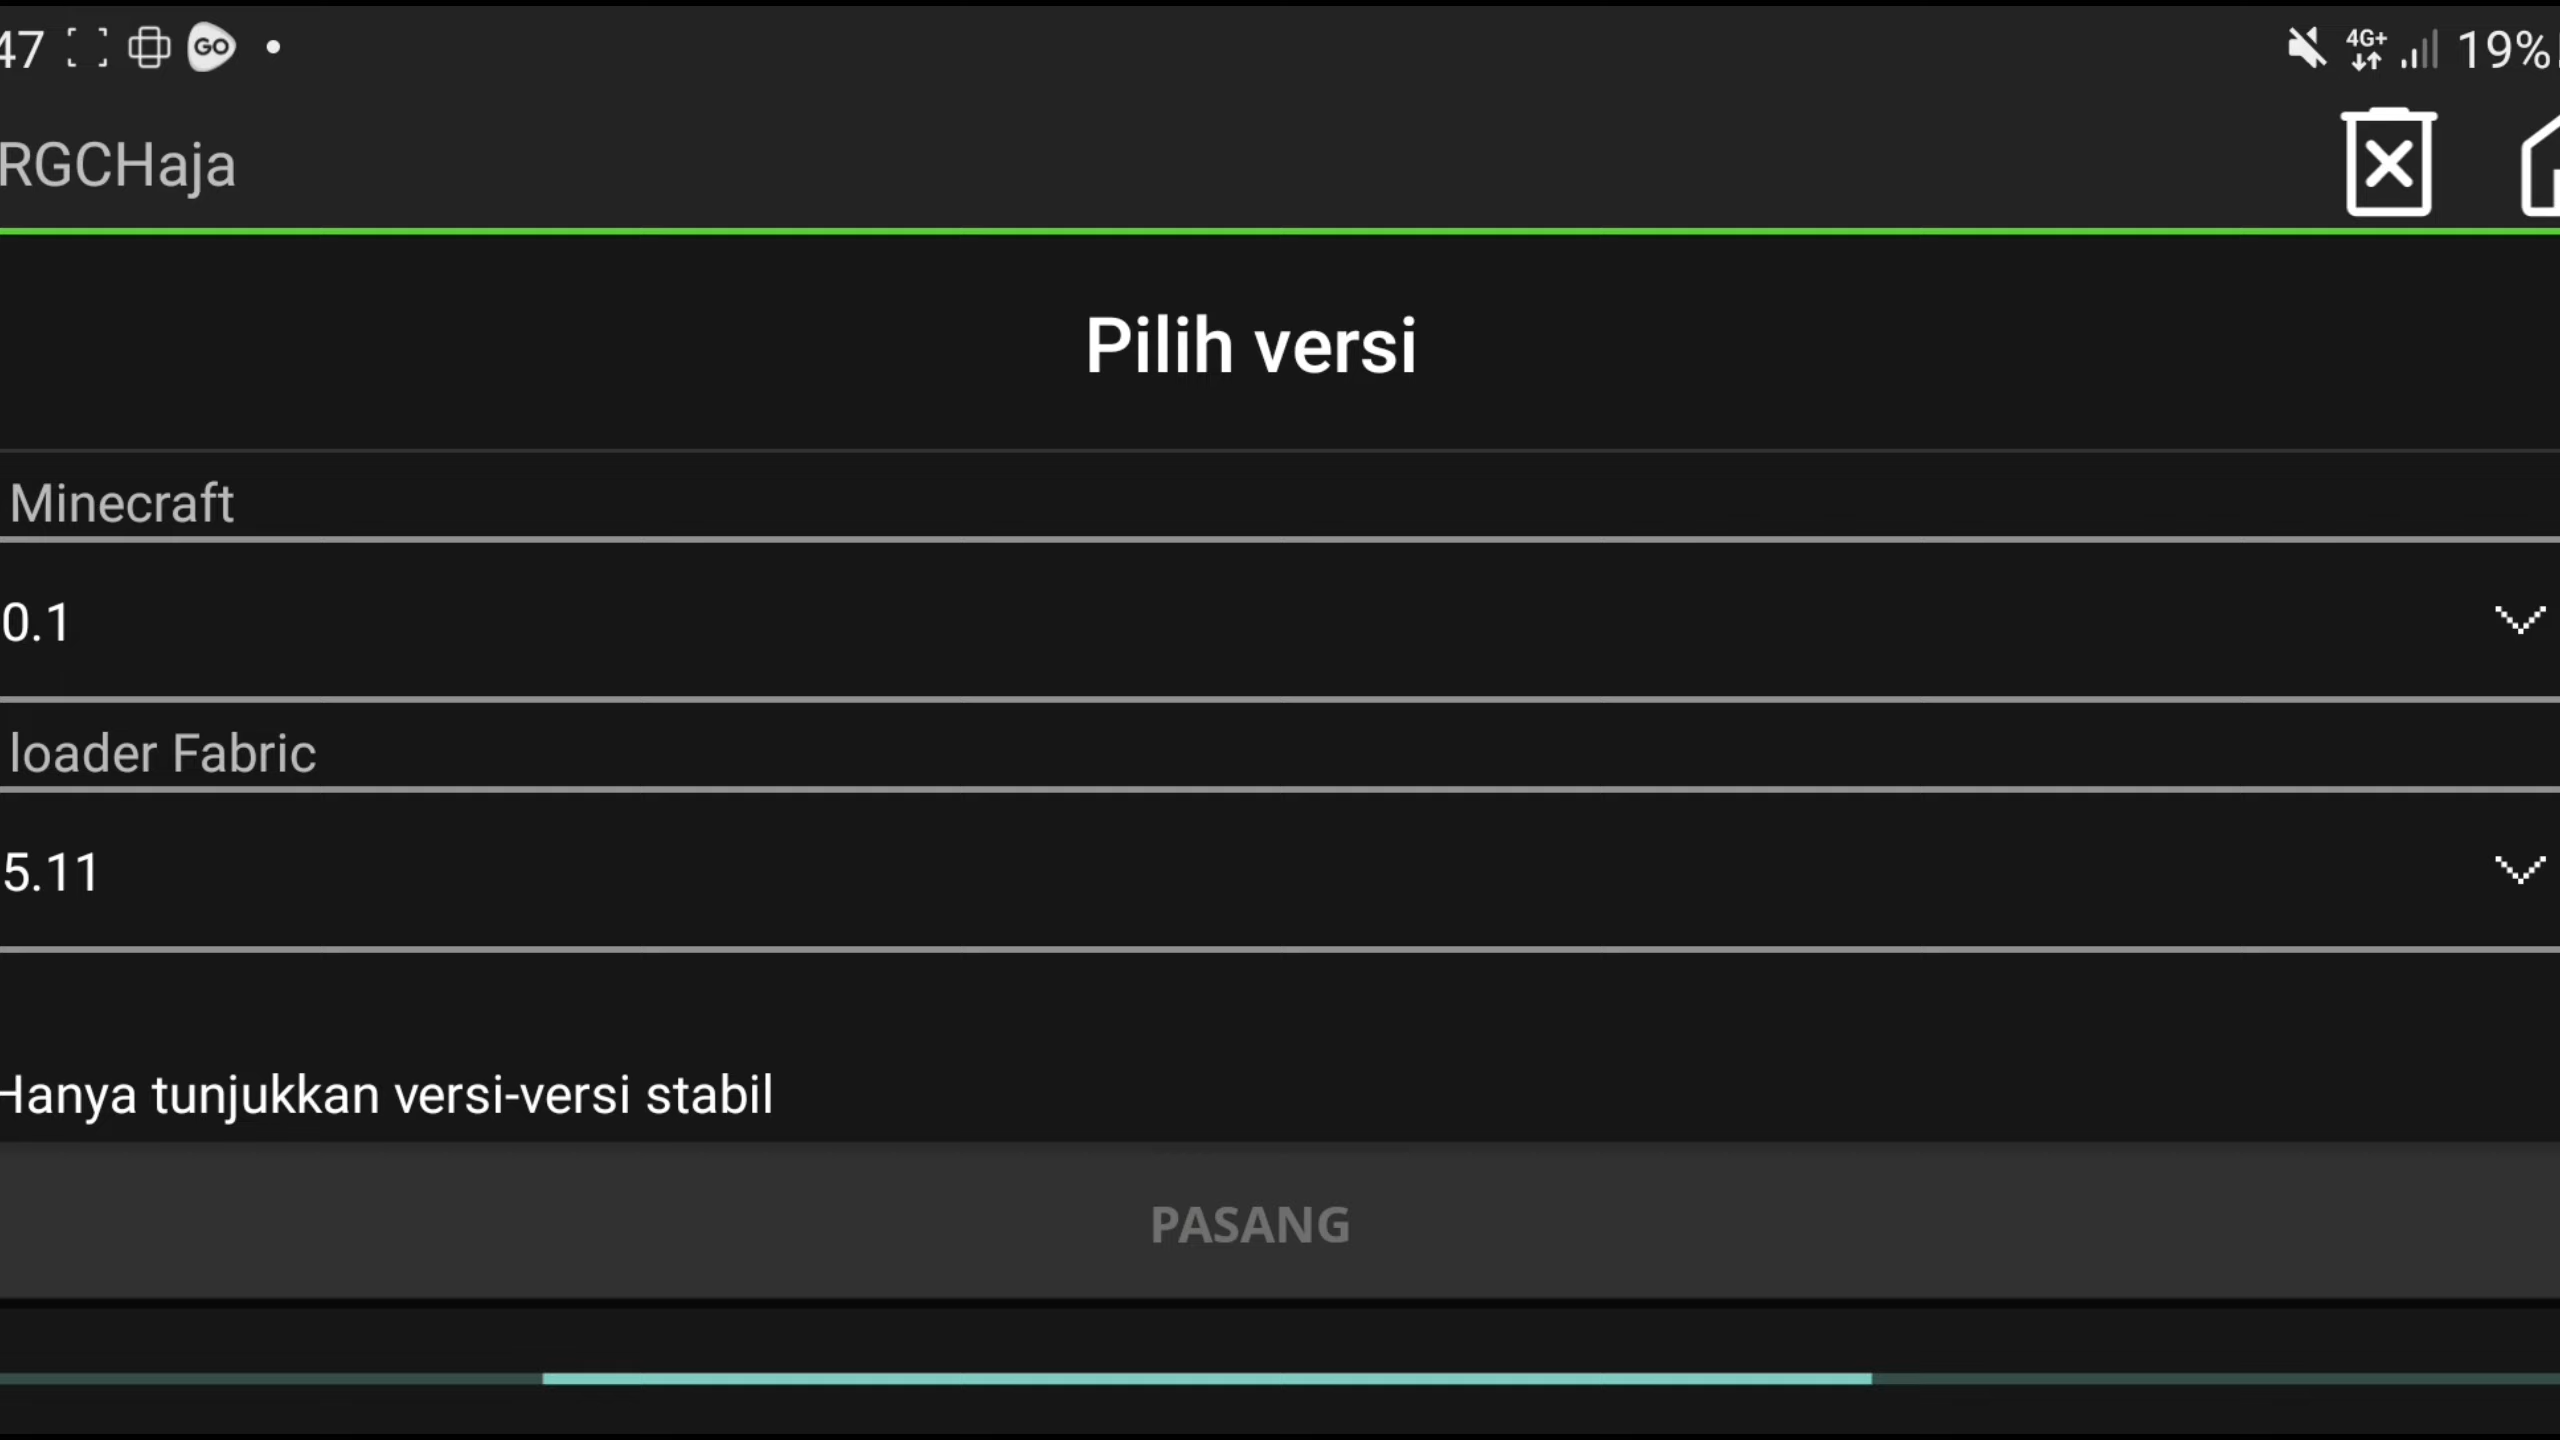 47 GO 4G+ 19%
RGCHaja
Pilih versi
Minecraft
0.1
loader Fabric
5.11
Hanya tunjukkan versi-versi stabil
PASANG